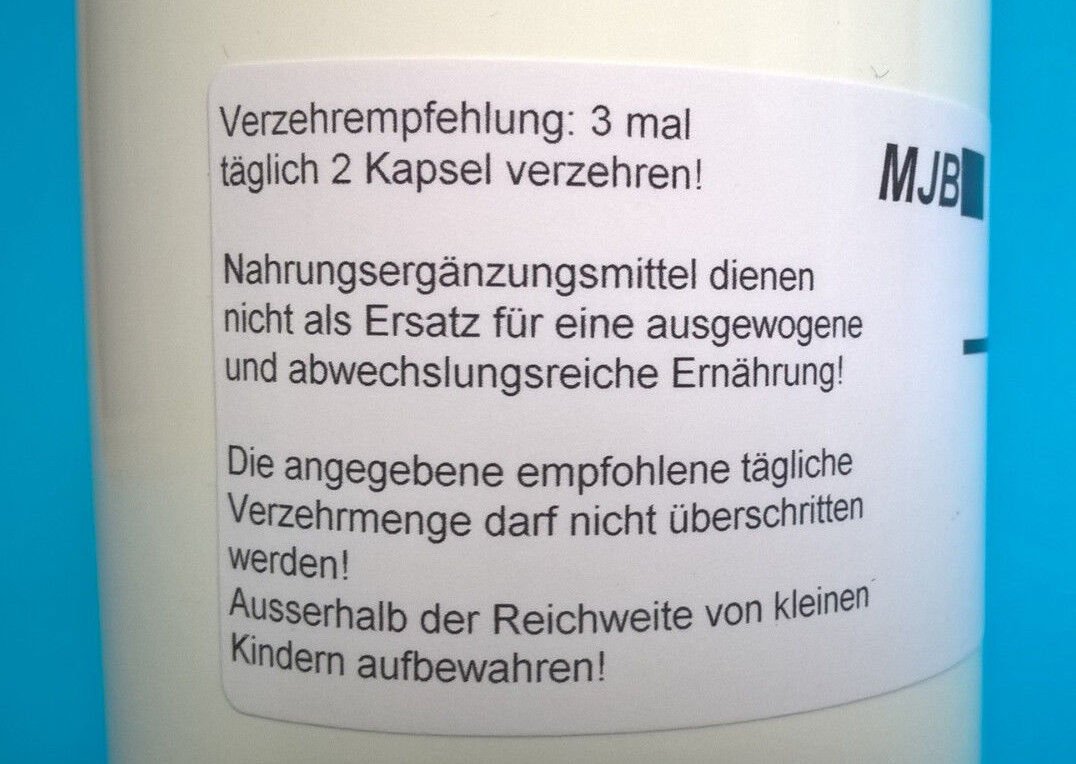 Verzehrempfehlung: 3 mal
täglich 2 Kapsel verzehren!
MJB
Nahrungsergänzungsmittel dienen
nicht als Ersatz für eine ausgewogene
und abwechslungsreiche Ernährung!
Die angegebene empfohlene tägliche
Verzehrmenge darf nicht überschritten
werden!
Ausserhalb der Reichweite von kleinen
Kindern aufbewahren!